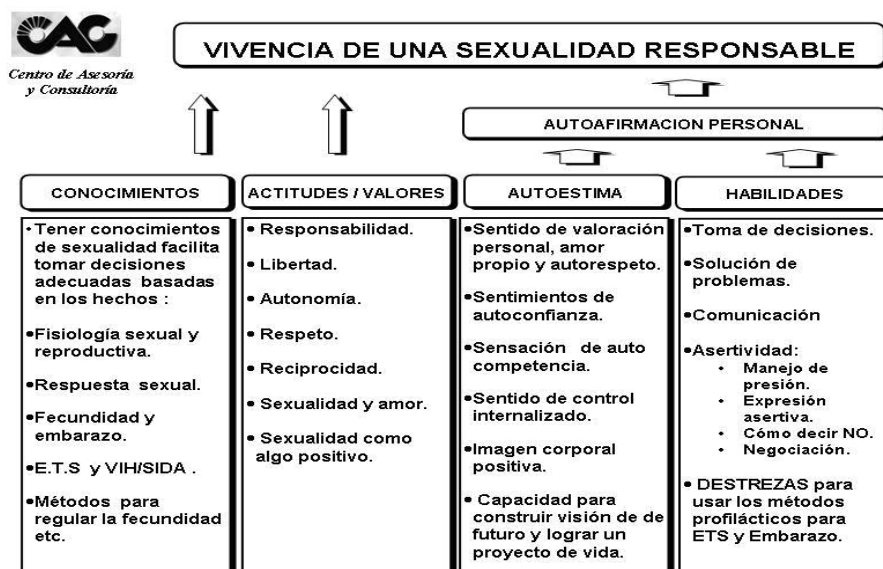 CAC
Centro de Asesoría
y Consultoría
VIVENCIA DE UNA SEXUALIDAD RESPONSABLE
AUTOAFIRMACION PERSONAL
CONOCIMIENTOS
• Tener conocimientos
de sexualidad facilita
tomar decisiones
adecuadas basadas
en los hechos :
•Fisiología sexual y
reproductiva.
•Respuesta sexual.
•Fecundidad y
embarazo.
•E.T.S y VIH/SIDA .
•Métodos para
regular la fecundidad
etc.
ACTITUDES / VALORES
• Responsabilidad.
• Libertad.
• Autonomía.
• Respeto.
• Reciprocidad.
• Sexualidad y amor.
• Sexualidad como
algo positivo.
AUTOESTIMA
•Sentido de valoración
personal, amor
propio y autorespeto.
•Sentimientos de
autoconfianza.
•Sensación de auto
competencia.
•Sentido de control
internalizado.
•Imagen corporal
positiva.
• Capacidad para
construir visión de de
futuro y lograr un
proyecto de vida.
HABILIDADES
•Toma de decisiones.
•Solución de
problemas.
•Comunicación
•Asertividad:
• Manejo de
presión.
• Expresión
asertiva.
• Cómo decir NO.
• Negociación.
• DESTREZAS para
usar los métodos
profilácticos para
ETS y Embarazo.